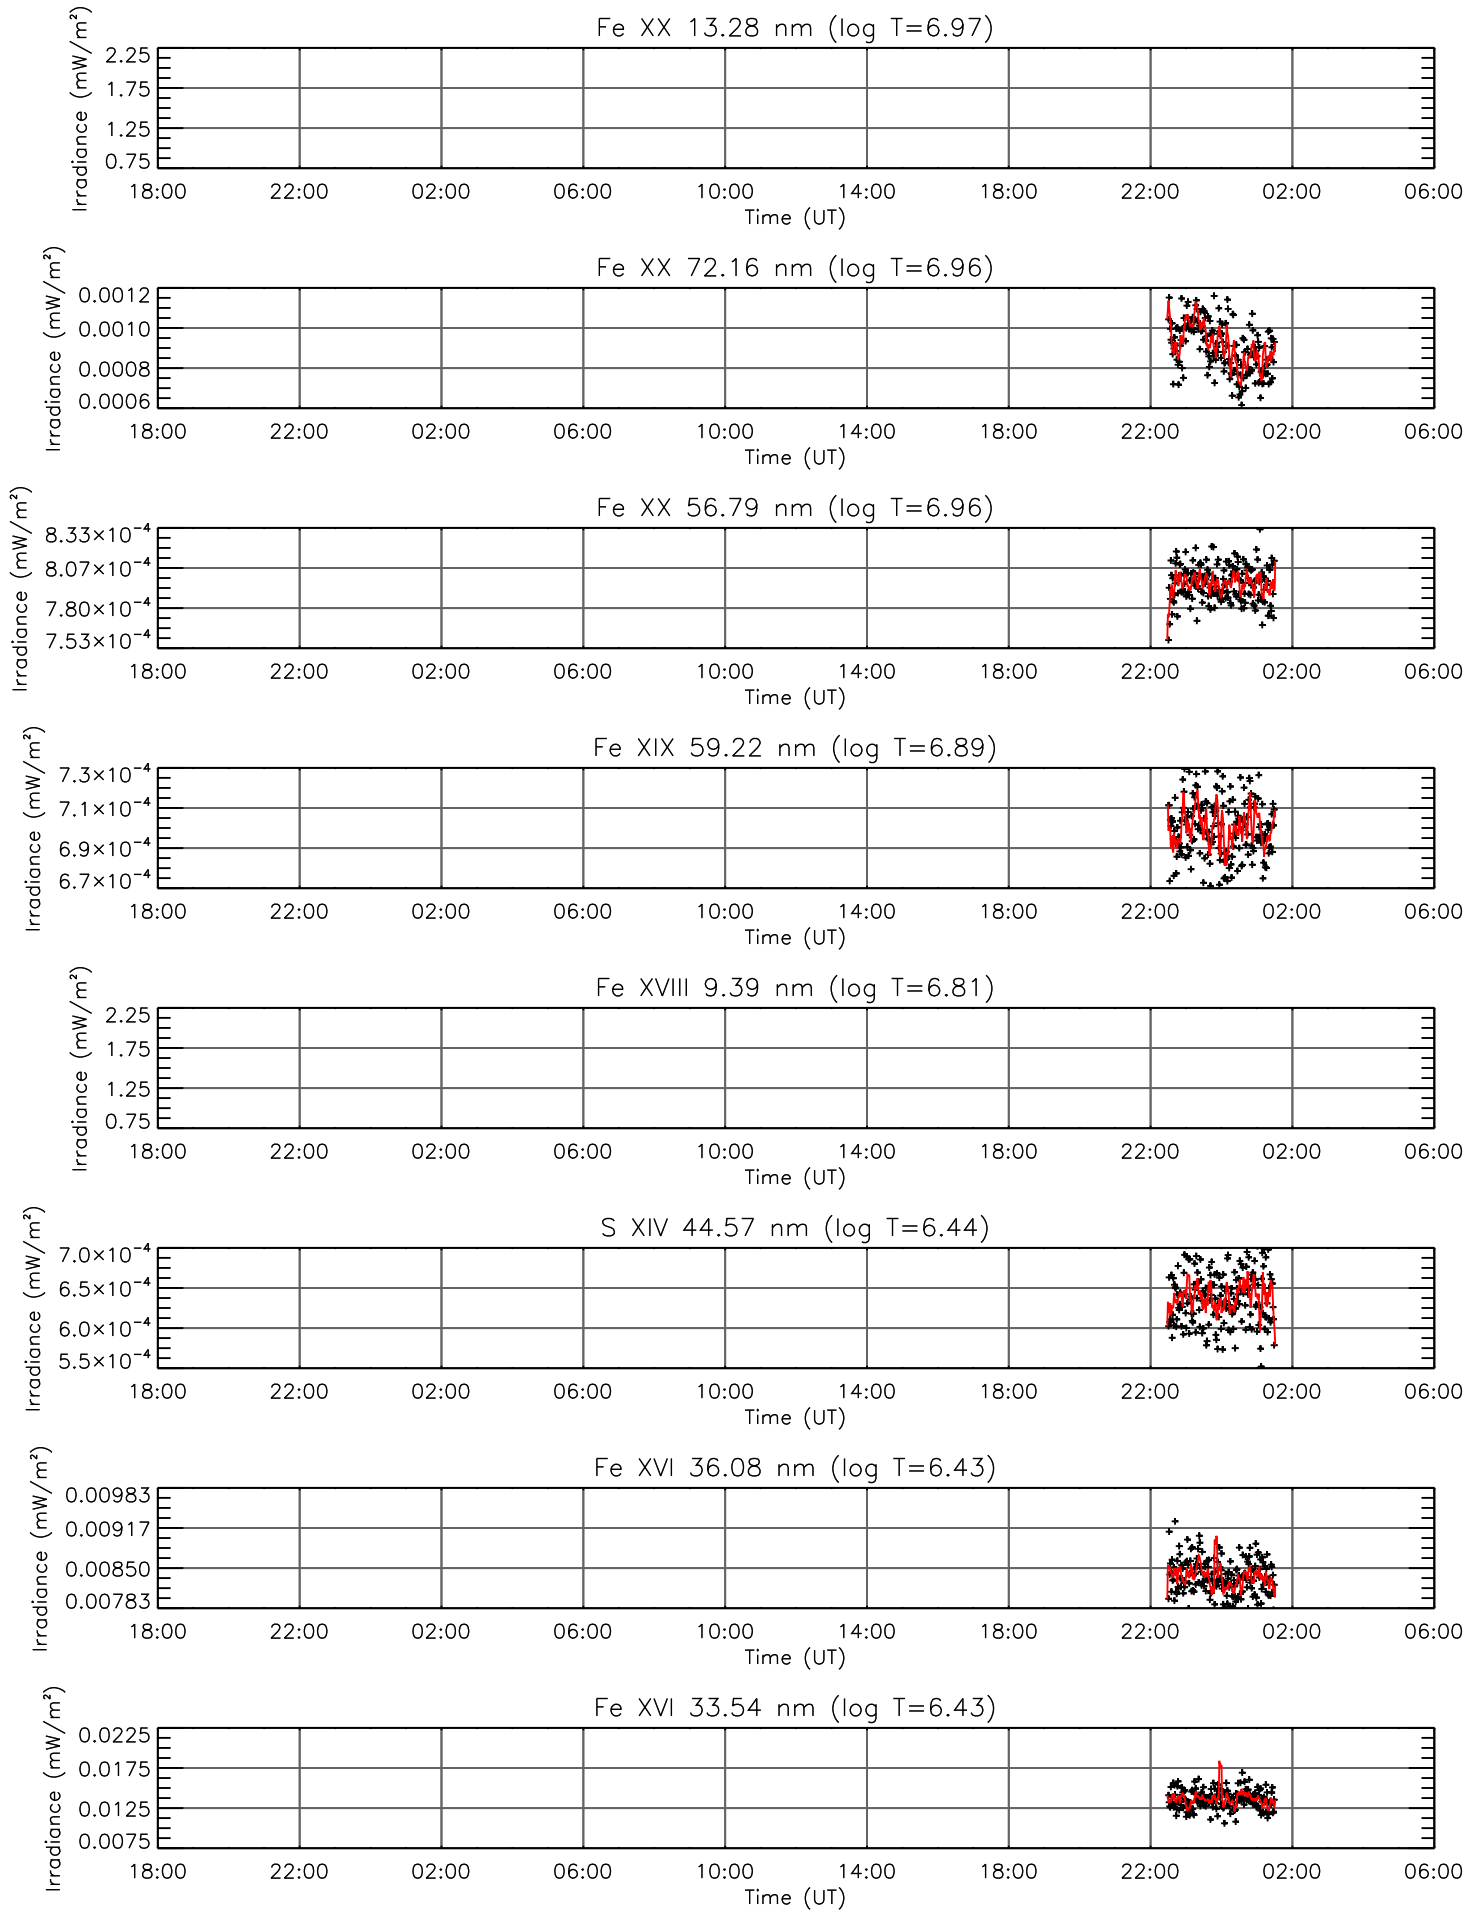 Fe XX 13.28 nm (log T=6.97)
Irradiance (mW/m²)
2.25
1.75
1.25
0.75
18:00 22:00 02:00 06:00 10:00 14:00 18:00 22:00 02:00 06:00
Time (UT)
Fe XX 72.16 nm (log T=6.96)
Irradiance (mW/m²)
0.0012
0.0010
0.0008
0.0006
18:00 22:00 02:00 06:00 10:00 14:00 18:00 22:00 02:00 06:00
Time (UT)
Fe XX 56.79 nm (log T=6.96)
Irradiance (mW/m²)
8.33×10⁻⁴
8.07×10⁻⁴
7.80×10⁻⁴
7.53×10⁻⁴
18:00 22:00 02:00 06:00 10:00 14:00 18:00 22:00 02:00 06:00
Time (UT)
Fe XIX 59.22 nm (log T=6.89)
Irradiance (mW/m²)
7.3×10⁻⁴
7.1×10⁻⁴
6.9×10⁻⁴
6.7×10⁻⁴
18:00 22:00 02:00 06:00 10:00 14:00 18:00 22:00 02:00 06:00
Time (UT)
Fe XVIII 9.39 nm (log T=6.81)
Irradiance (mW/m²)
2.25
1.75
1.25
0.75
18:00 22:00 02:00 06:00 10:00 14:00 18:00 22:00 02:00 06:00
Time (UT)
S XIV 44.57 nm (log T=6.44)
Irradiance (mW/m²)
7.0×10⁻⁴
6.5×10⁻⁴
6.0×10⁻⁴
5.5×10⁻⁴
18:00 22:00 02:00 06:00 10:00 14:00 18:00 22:00 02:00 06:00
Time (UT)
Fe XVI 36.08 nm (log T=6.43)
Irradiance (mW/m²)
0.00983
0.00917
0.00850
0.00783
18:00 22:00 02:00 06:00 10:00 14:00 18:00 22:00 02:00 06:00
Time (UT)
Fe XVI 33.54 nm (log T=6.43)
Irradiance (mW/m²)
0.0225
0.0175
0.0125
0.0075
18:00 22:00 02:00 06:00 10:00 14:00 18:00 22:00 02:00 06:00
Time (UT)